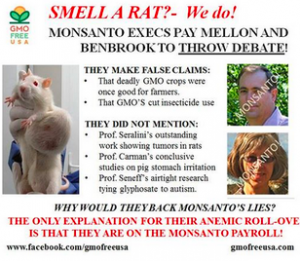 GMO
FREE
USA
SMELL A RAT?- We do!
MONSANTO EXECS PAY MELLON AND
BENBROOK TO THROW DEBATE!
THEY MAKE FALSE CLAIMS:
• That deadly GMO crops were
once good for farmers.
• That GMO'S cut insecticide use
THEY DID NOT MENTION:
• Prof. Seralini's outstanding
work showing tumors in rats
• Prof. Carman's conclusive
studies on pig stomach irritation
• Prof. Seneff's airtight research
tying glyphosate to autism.
MONSANTO
MONSANTO
WHY WOULD THEY BACK MONSANTO'S LIES?
THE ONLY EXPLANATION FOR THEIR ANEMIC ROLL-OVE
IS THAT THEY ARE ON THE MONSANTO PAYROLL!
www.facebook.com/gmofreeusa
gmofreeusa.com